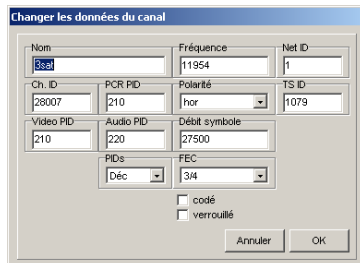 Changer les données du canal
Nom Fréquence Net ID
3sat 11954 1
Ch. ID PCR PID Polarité TS ID
28007 210 hor 1079
Video PID Audio PID Débit symbole
210 220 27500
PIDs FEC
Déc 3/4
codé
verrouillé
Annuler OK